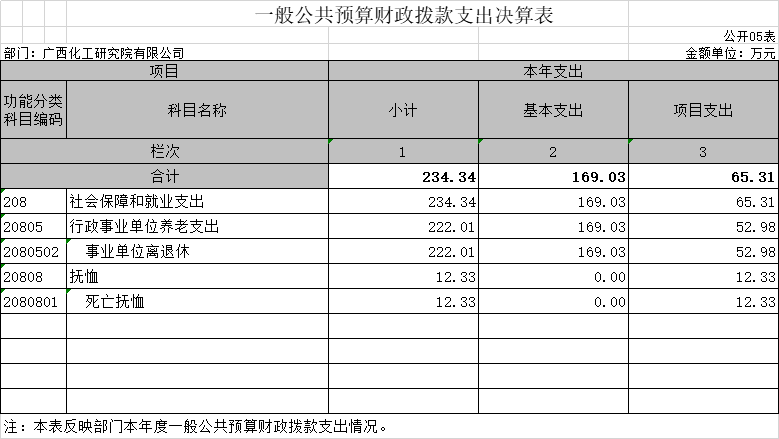 一般公共预算财政拨款支出决算表
公开05表
部门：广西化工研究院有限公司 金额单位：万元
项目 本年支出
功能分类科目编码 科目名称 小计 基本支出 项目支出
栏次 1 2 3
合计 234.34 169.03 65.31
208 社会保障和就业支出 234.34 169.03 65.31
20805 行政事业单位养老支出 222.01 169.03 52.98
2080502 事业单位离退休 222.01 169.03 52.98
20808 抚恤 12.33 0.00 12.33
2080801 死亡抚恤 12.33 0.00 12.33
注：本表反映部门本年度一般公共预算财政拨款支出情况。